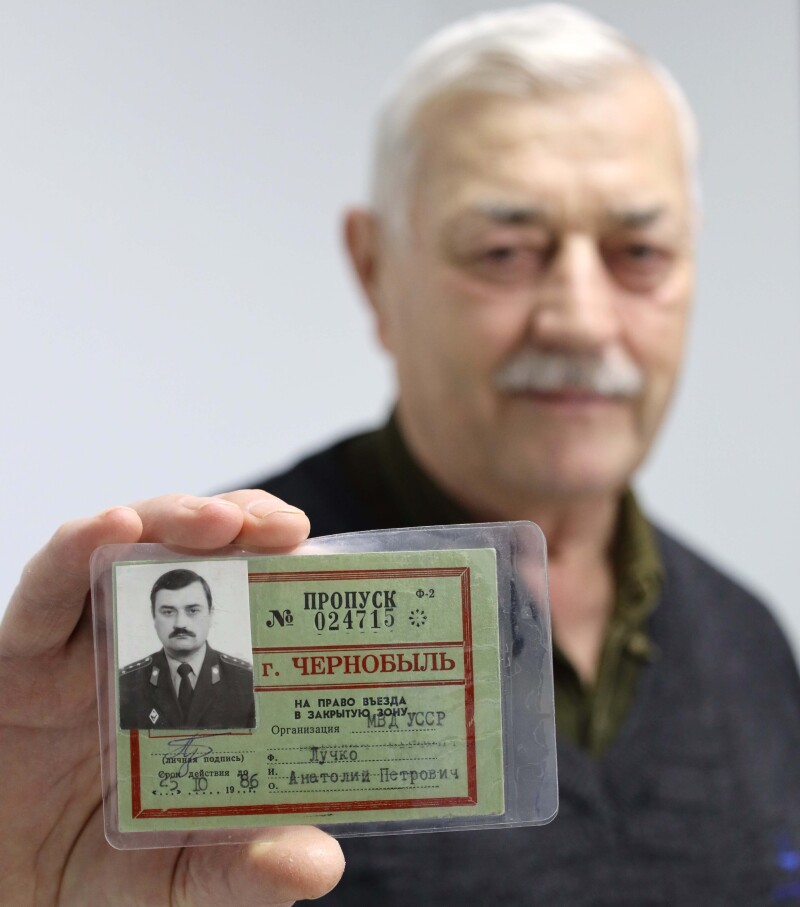 ПРОПУСК Ф-2
№ 024715
г. ЧЕРНОБЫЛЬ
НА ПРАВО ВЪЕЗДА
В ЗАКРЫТУЮ ЗОНУ
Организация МВД УССР
(личная подпись)
Срок действия до
25 10 1986
Ф. Лучко
И. Анатолий Петрович
О.